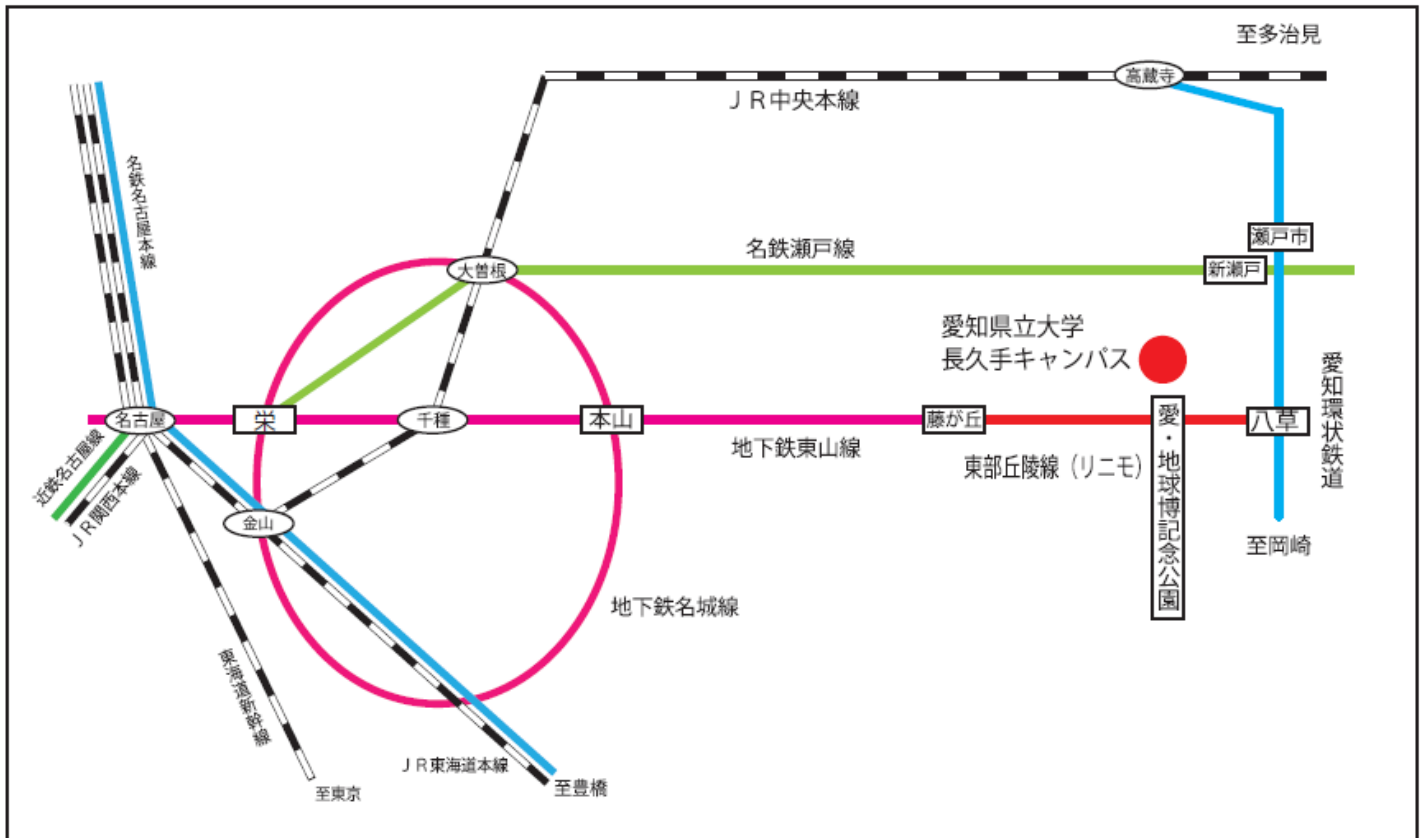 至多治見
高蔵寺
ＪＲ中央本線
名鉄名古屋本線
瀬戸市
名鉄瀬戸線
大曽根
新瀬戸
愛知県立大学
長久手キャンパス
愛知環状鉄道
名古屋
栄
千種
本山
藤が丘
愛・地球博記念公園
八草
地下鉄東山線
東部丘陵線（リニモ）
近鉄名古屋線
ＪＲ関西本線
金山
至岡崎
地下鉄名城線
東海道新幹線
ＪＲ東海道本線
至東京
至豊橋